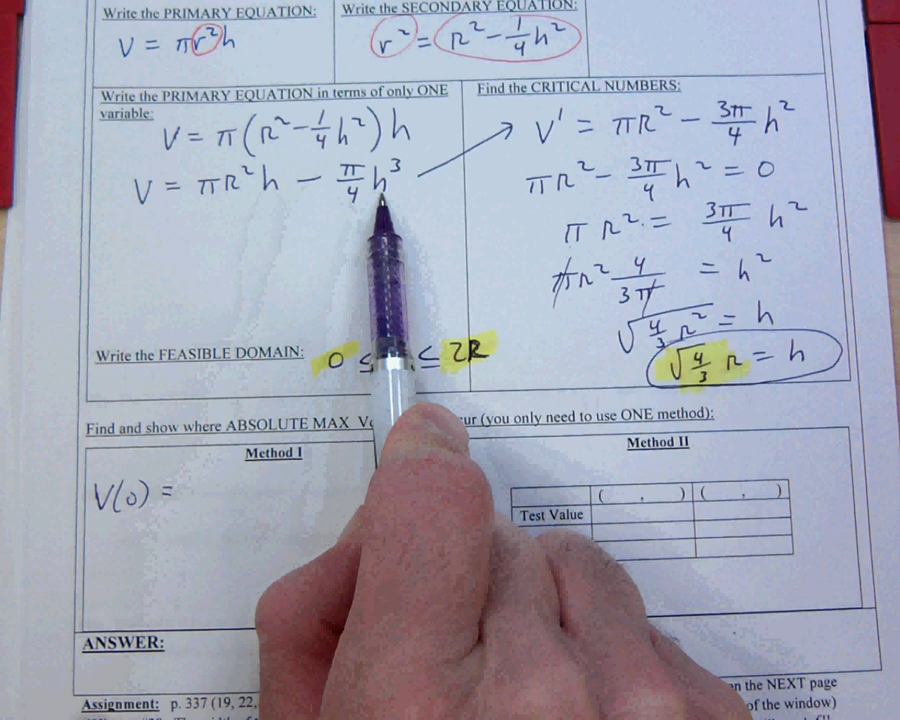 Write the PRIMARY EQUATION:
V = πr²h
Write the SECONDARY EQUATION:
r² = R² - 1/4 h²
Write the PRIMARY EQUATION in terms of only ONE
variable:
V = π(R² - 1/4 h²) h
V = πR²h - π/4 h³
Write the FEASIBLE DOMAIN: 0 ≤ ≤ 2R
Find the CRITICAL NUMBERS:
V' = πR² - 3π/4 h²
πR² - 3π/4 h² = 0
πR² = 3π/4 h²
πR² 4/3π = h²
√4/3 R² = h
√4/3 R = h
Find and show where ABSOLUTE MAX (you only need to use ONE method):
Method I
V(0) =
Method II
( , ) ( , )
Test Value
ANSWER:
Assignment: p. 337 (19, 22,
on the NEXT page
of the window)